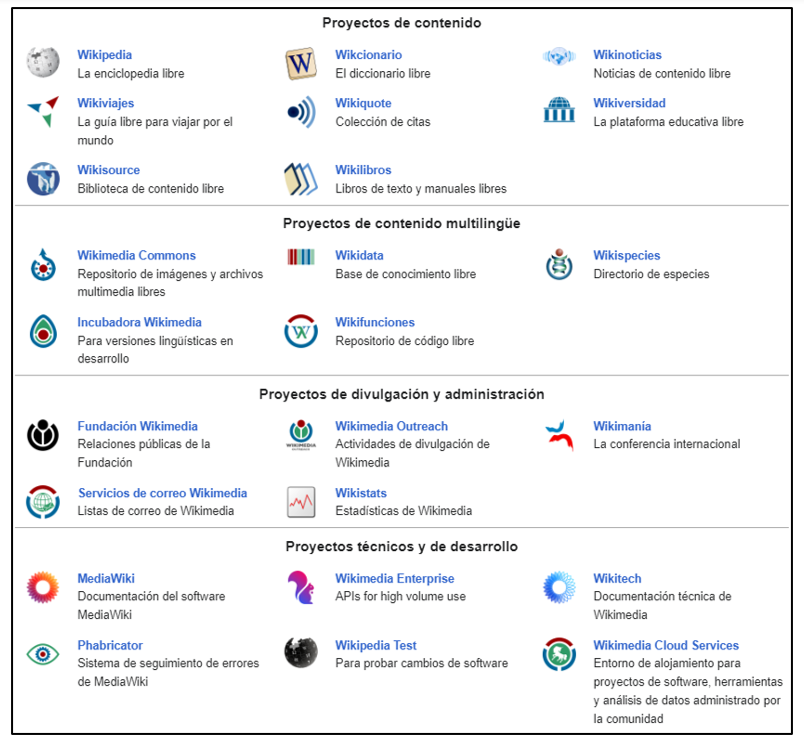 Proyectos de contenido
Wikipedia
La enciclopedia libre
Wikcionario
El diccionario libre
Wikinoticias
Noticias de contenido libre
Wikiviajes
La guía libre para viajar por el
mundo
Wikiquote
Colección de citas
Wikiversidad
La plataforma educativa libre
Wikisource
Biblioteca de contenido libre
Wikilibros
Libros de texto y manuales libres
Proyectos de contenido multilingüe
Wikimedia Commons
Repositorio de imágenes y archivos
multimedia libres
Wikidata
Base de conocimiento libre
Wikispecies
Directorio de especies
Incubadora Wikimedia
Para versiones lingüísticas en
desarrollo
Wikifunciones
Repositorio de código libre
Proyectos de divulgación y administración
Fundación Wikimedia
Relaciones públicas de la
Fundación
WIKIMEDIA
Wikimedia Outreach
Actividades de divulgación de
Wikimedia
Wikimanía
La conferencia internacional
Servicios de correo Wikimedia
Listas de correo de Wikimedia
Wikistats
Estadísticas de Wikimedia
Proyectos técnicos y de desarrollo
MediaWiki
Documentación del software
MediaWiki
Wikimedia Enterprise
APIs for high volume use
Wikitech
Documentación técnica de
Wikimedia
Phabricator
Sistema de seguimiento de errores
de MediaWiki
Wikipedia Test
Para probar cambios de software
Wikimedia Cloud Services
Entorno de alojamiento para
proyectos de software, herramientas
y análisis de datos administrado por
la comunidad